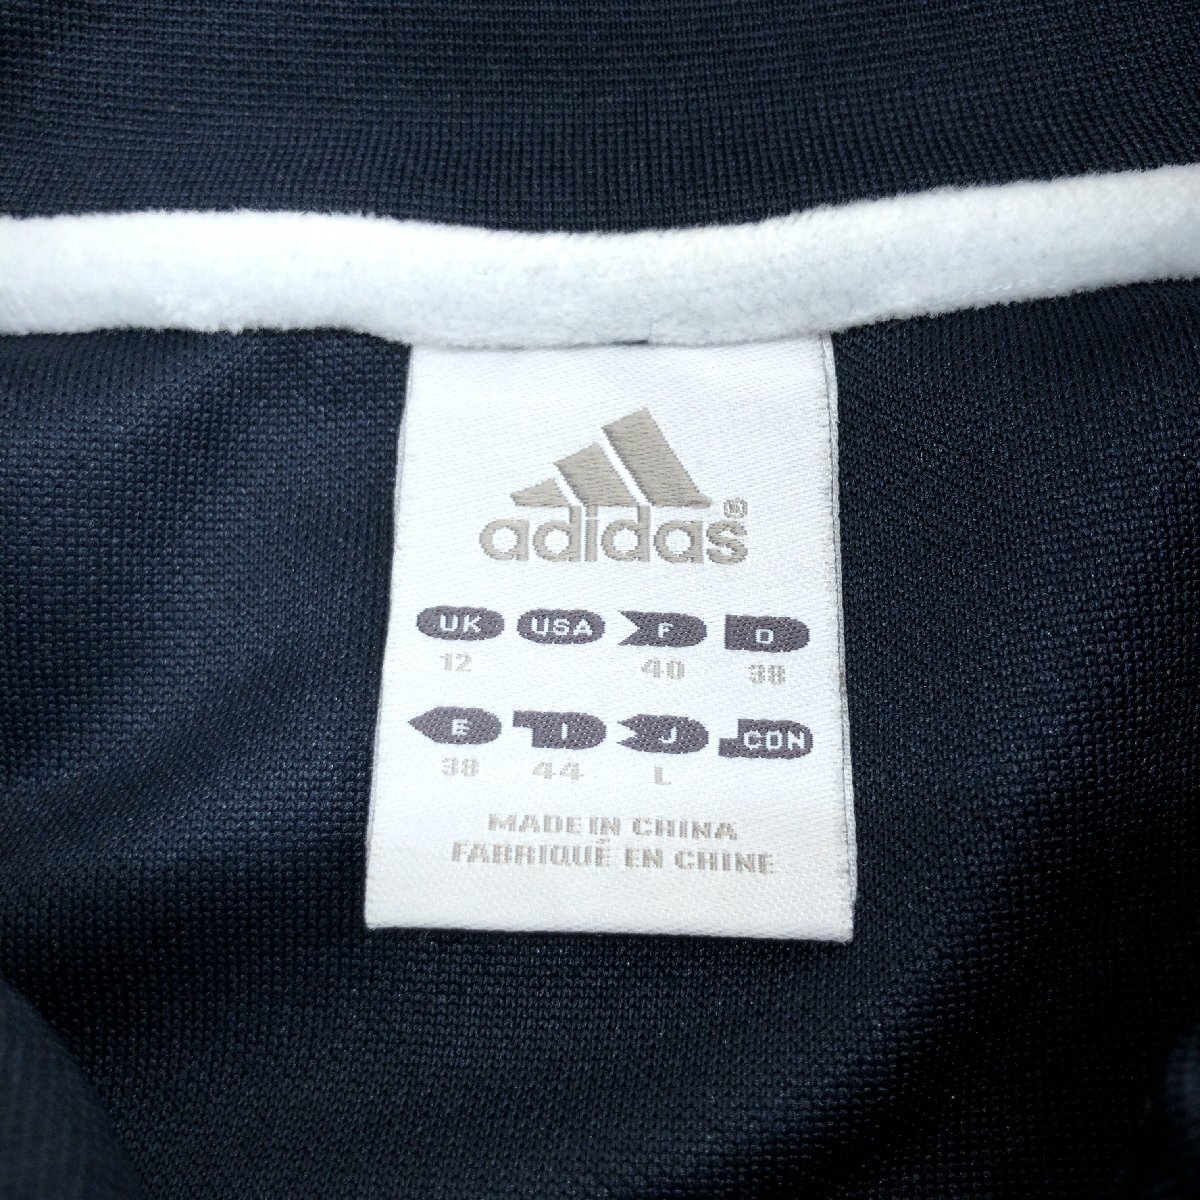 adidas®
UK USA F D
12 40 38
E I J CDN
38 44 L
MADE IN CHINA
FABRIQUÉ EN CHINE